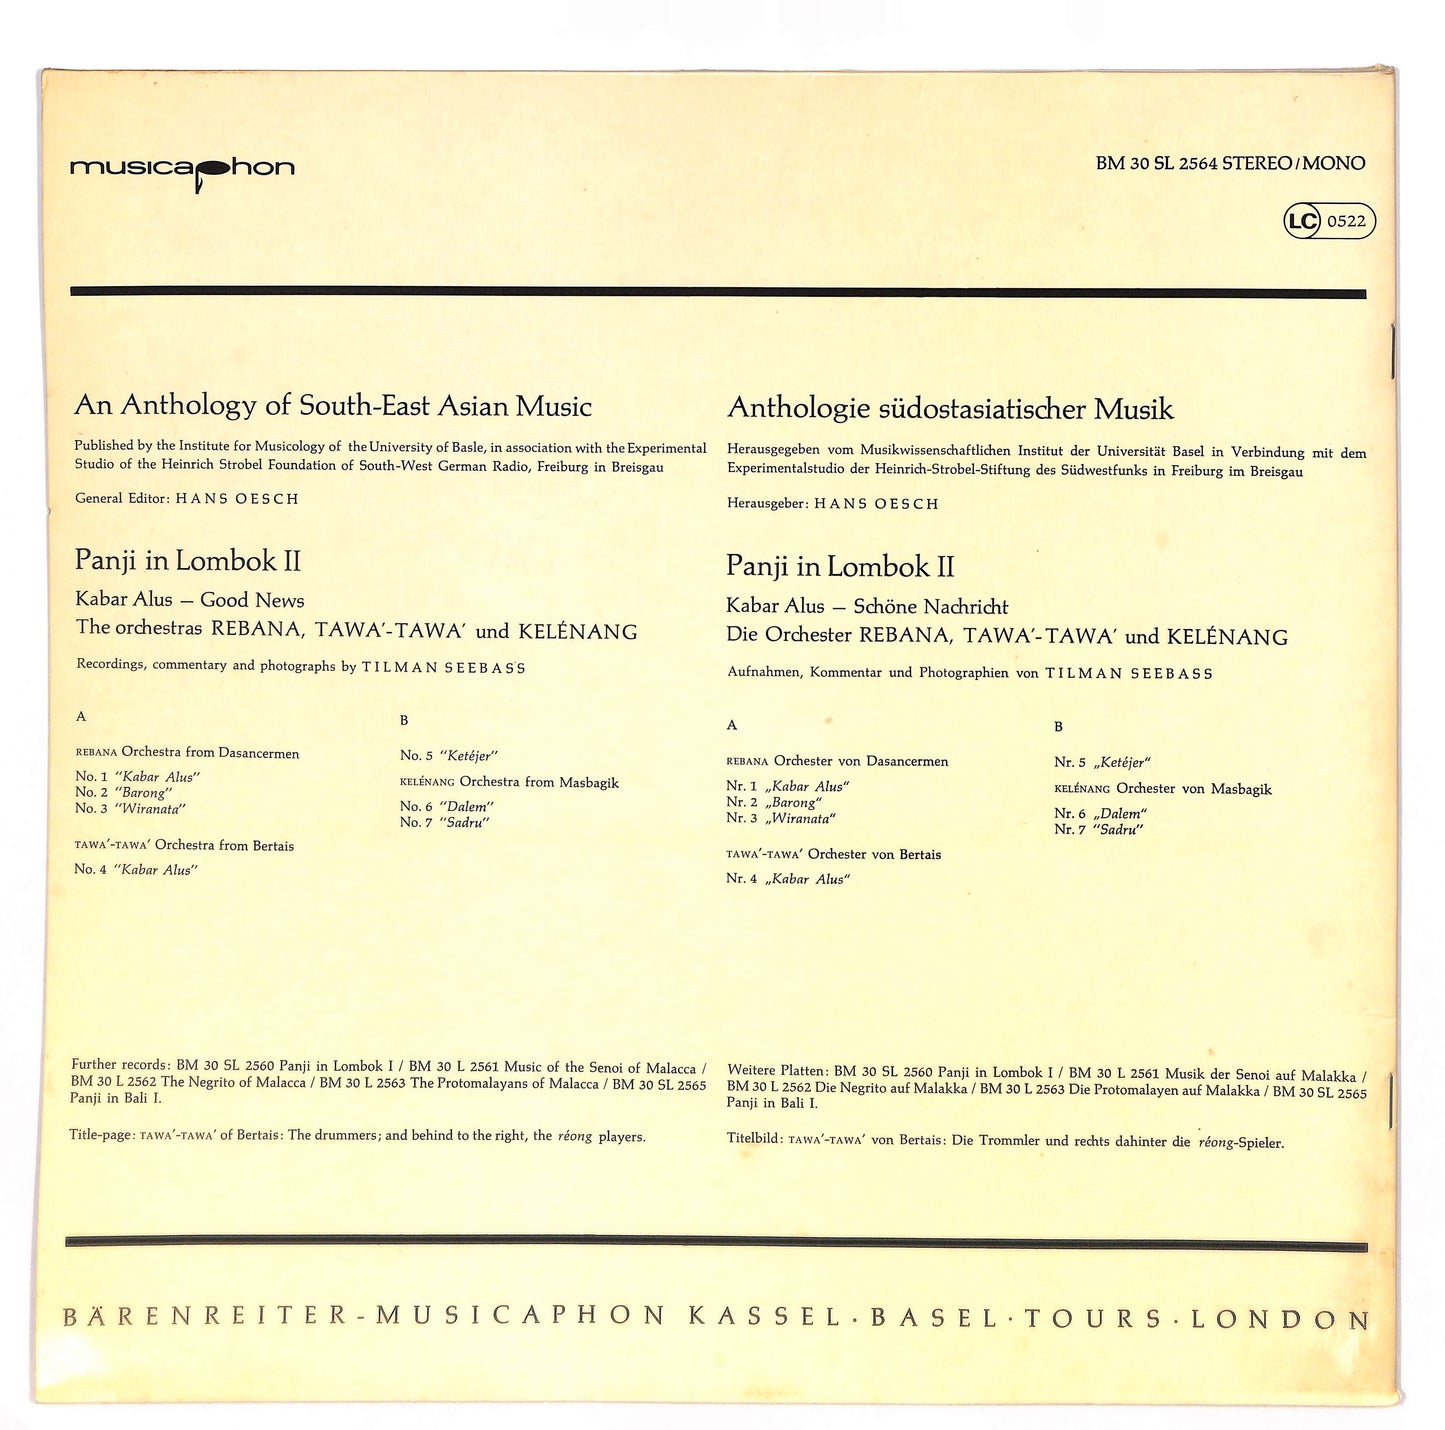 musicaphon
BM 30 SL 2564 STEREO/MONO
LC 0522
An Anthology of South-East Asian Music
Published by the Institute for Musicology of the University of Basle, in association with the Experimental
Studio of the Heinrich Strobel Foundation of South-West German Radio, Freiburg in Breisgau
General Editor: HANS OESCH
Panji in Lombok II
Kabar Alus – Good News
The orchestras REBANA, TAWA′-TAWA′ und KELÉNANG
Recordings, commentary and photographs by TILMAN SEEBASS
A
REBANA Orchestra from Dasancermen
No. 1 “Kabar Alus”
No. 2 “Barong”
No. 3 “Wiranata”
TAWA′-TAWA′ Orchestra from Bertais
No. 4 “Kabar Alus”
B
No. 5 “Ketéjer”
KELÉNANG Orchestra from Masbagik
No. 6 “Dalem”
No. 7 “Sadru”
Further records: BM 30 SL 2560 Panji in Lombok I / BM 30 L 2561 Music of the Senoi of Malacca /
BM 30 L 2562 The Negrito of Malacca / BM 30 L 2563 The Protomalayans of Malacca / BM 30 SL 2565
Panji in Bali I.
Title-page: TAWA′-TAWA′ of Bertais: The drummers; and behind to the right, the réong players.
Anthologie südostasiatischer Musik
Herausgegeben vom Musikwissenschaftlichen Institut der Universität Basel in Verbindung mit dem
Experimentalstudio der Heinrich-Strobel-Stiftung des Südwestfunks in Freiburg im Breisgau
Herausgeber: HANS OESCH
Panji in Lombok II
Kabar Alus – Schöne Nachricht
Die Orchester REBANA, TAWA′-TAWA′ und KELÉNANG
Aufnahmen, Kommentar und Photographien von TILMAN SEEBASS
A
REBANA Orchester von Dasancermen
Nr. 1 „Kabar Alus“
Nr. 2 „Barong“
Nr. 3 „Wiranata“
TAWA′-TAWA′ Orchester von Bertais
Nr. 4 „Kabar Alus“
B
Nr. 5 „Ketéjer“
KELÉNANG Orchester von Masbagik
Nr. 6 „Dalem“
Nr. 7 “Sadru”
Weitere Platten: BM 30 SL 2560 Panji in Lombok I / BM 30 L 2561 Musik der Senoi auf Malakka /
BM 30 L 2562 Die Negrito auf Malakka / BM 30 L 2563 Die Protomalayen auf Malakka / BM 30 SL 2565
Panji in Bali I.
Titelbild: TAWA′-TAWA′ von Bertais: Die Trommler und rechts dahinter die réong-Spieler.
BÄRENREITER-MUSICAPHON KASSEL·BASEL·TOURS·LONDON